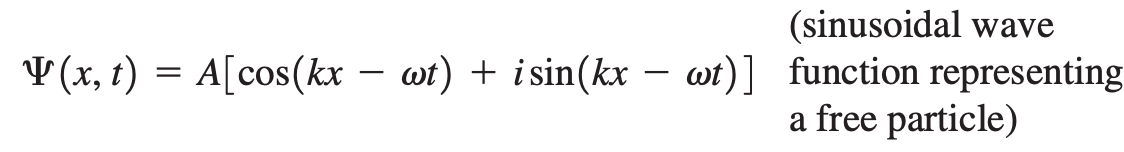 Ψ(x, t) = A[cos(kx − ωt) + i sin(kx − ωt)]
(sinusoidal wave
function representing
a free particle)